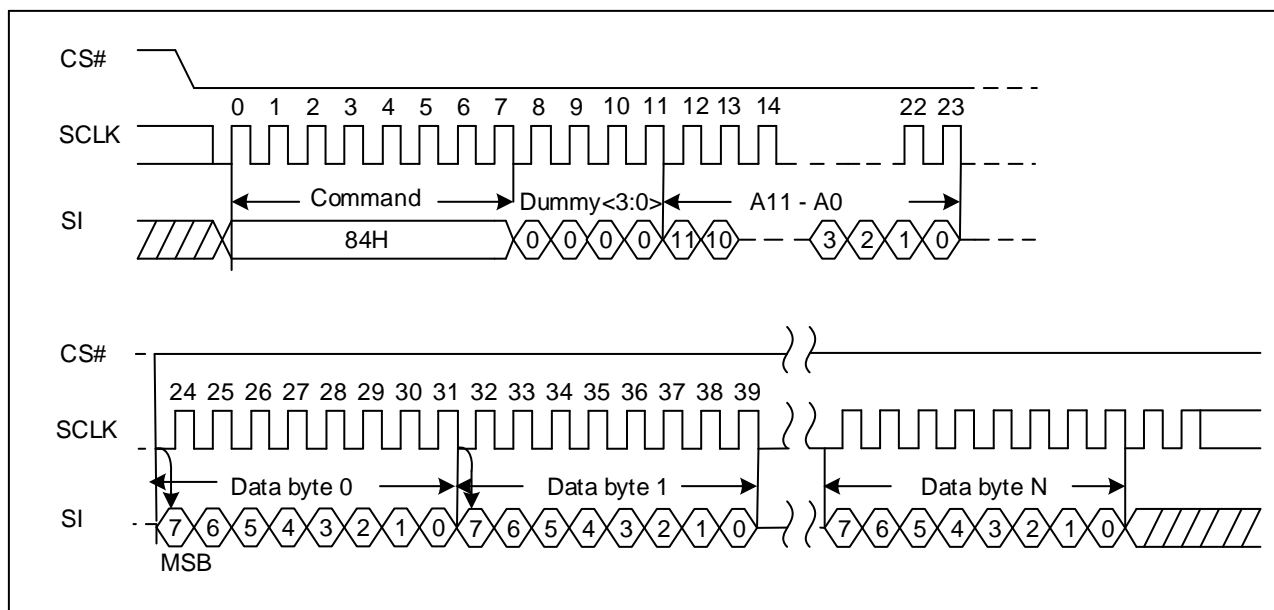 CS#
0 1 2 3 4 5 6 7 8 9 10 11 12 13 14 22 23
SCLK
Command Dummy<3:0> A11 - A0
SI 84H 0 0 0 0 11 10 3 2 1 0
CS#
24 25 26 27 28 29 30 31 32 33 34 35 36 37 38 39
SCLK
Data byte 0 Data byte 1 Data byte N
SI 7 6 5 4 3 2 1 0 7 6 5 4 3 2 1 0 7 6 5 4 3 2 1 0
MSB